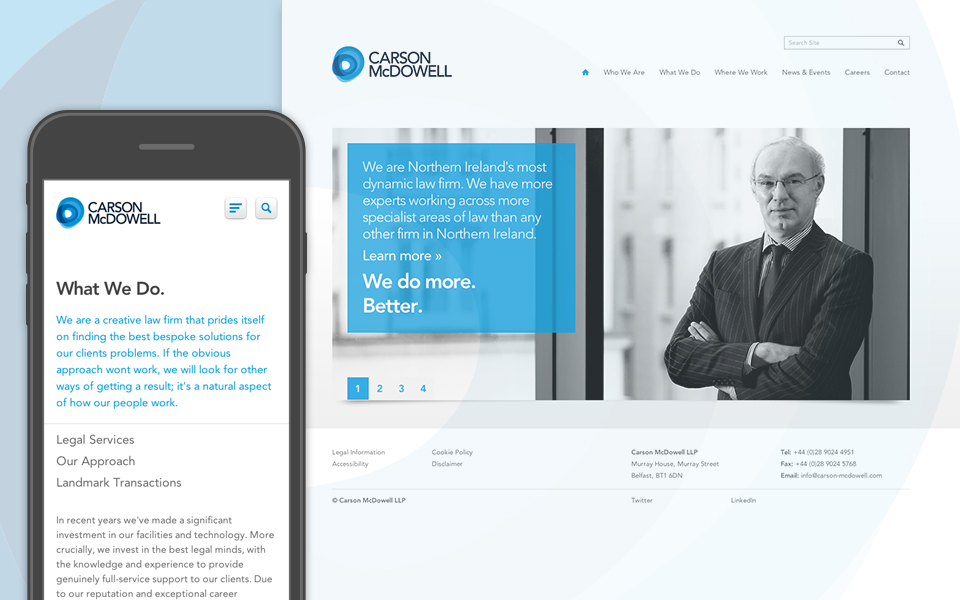 CARSON
McDOWELL
What We Do.
We are a creative law firm that prides itself
on finding the best bespoke solutions for
our clients problems. If the obvious
approach wont work, we will look for other
ways of getting a result; it's a natural aspect
of how our people work.
Legal Services
Our Approach
Landmark Transactions
In recent years we've made a significant
investment in our facilities and technology. More
crucially, we invest in the best legal minds, with
the knowledge and experience to provide
genuinely full-service support to our clients. Due
to our reputation and exceptional career
Search Site
CARSON
McDOWELL
Who We Are What We Do Where We Work News & Events Careers Contact
We are Northern Ireland's most
dynamic law firm. We have more
experts working across more
specialist areas of law than any
other firm in Northern Ireland.
Learn more »
We do more.
Better.
1 2 3 4
Legal Information Cookie Policy Carson McDowell LLP Tel: +44 (0)28 9024 4951
Accessibility Disclaimer Murray House, Murray Street Fax: +44 (0)28 9024 5768
Belfast, BT1 6DN Email: info@carson-mcdowell.com
© Carson McDowell LLP Twitter LinkedIn